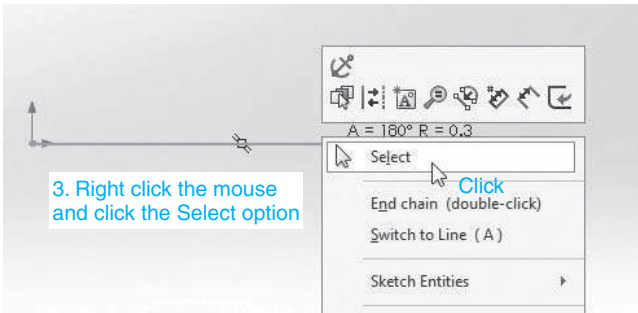 A = 180° R = 0.3
Select
3. Right click the mouse
and click the Select option
Click
End chain (double-click)
Switch to Line (A)
Sketch Entities